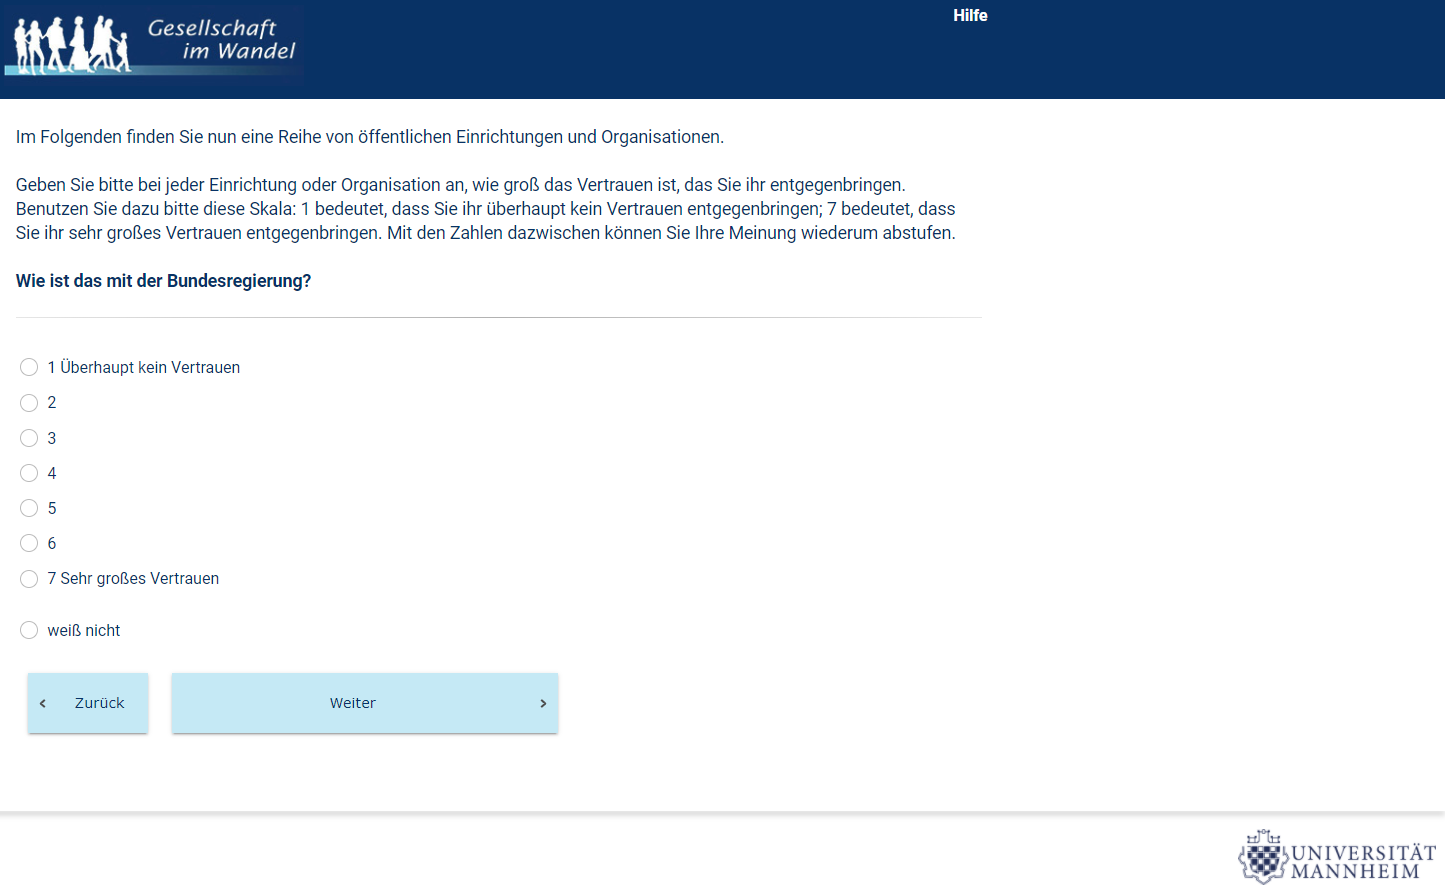 Gesellschaft
im Wandel
Hilfe
Im Folgenden finden Sie nun eine Reihe von öffentlichen Einrichtungen und Organisationen.
Geben Sie bitte bei jeder Einrichtung oder Organisation an, wie groß das Vertrauen ist, das Sie ihr entgegenbringen.
Benutzen Sie dazu bitte diese Skala: 1 bedeutet, dass Sie ihr überhaupt kein Vertrauen entgegenbringen; 7 bedeutet, dass
Sie ihr sehr großes Vertrauen entgegenbringen. Mit den Zahlen dazwischen können Sie Ihre Meinung wiederum abstufen.
Wie ist das mit der Bundesregierung?
1 Überhaupt kein Vertrauen
2
3
4
5
6
7 Sehr großes Vertrauen
weiß nicht
Zurück
Weiter
UNIVERSITÄT
MANNHEIM